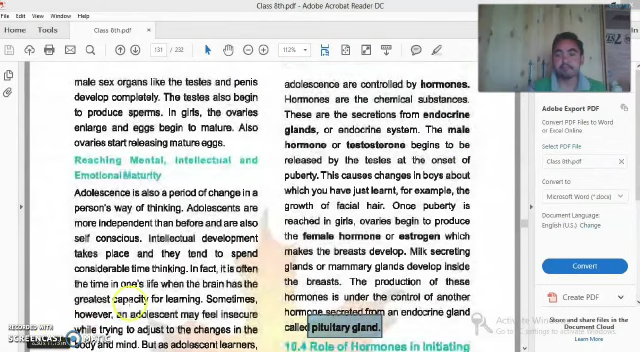 Class 8th.pdf - Adobe Acrobat Reader DC
File Edit View Window Help
Home Tools
Class 8th.pdf
131 / 232
112%
male sex organs like the testes and penis
develop completely. The testes also begin
to produce sperms. In girls, the ovaries
enlarge and eggs begin to mature. Also
ovaries start releasing mature eggs.
Reaching Mental, Intellectual and
Emotional Maturity
Adolescence is also a period of change in a
person's way of thinking. Adolescents are
more independent than before and are also
self conscious. Intellectual development
takes place and they tend to spend
considerable time thinking. In fact, it is often
the time in one's life when the brain has the
greatest capacity for learning. Sometimes,
however, an adolescent may feel insecure
while trying to adjust to the changes in the
body and mind. But as adolescent learners,
adolescence are controlled by hormones.
Hormones are the chemical substances.
These are the secretions from endocrine
glands, or endocrine system. The male
hormone or testosterone begins to be
released by the testes at the onset of
puberty. This causes changes in boys about
which you have just learnt, for example, the
growth of facial hair. Once puberty is
reached in girls, ovaries begin to produce
the female hormone or estrogen which
makes the breasts develop. Milk secreting
glands or mammary glands develop inside
the breasts. The production of these
hormones is under the control of another
hormone secreted from an endocrine gland
called pituitary gland.
10.4 Role of Hormones in Initiating
Adobe Export PDF
Convert PDF Files to Word
or Excel Online
Select PDF File
Class 8th.pdf
Convert to
Microsoft Word (*.docx)
Document Language:
English (U.S.) Change
Convert
Create PDF
Store and share files in the
Document Cloud
Learn More
Activate
RECORDED WITH
SCREENCAST MATIC